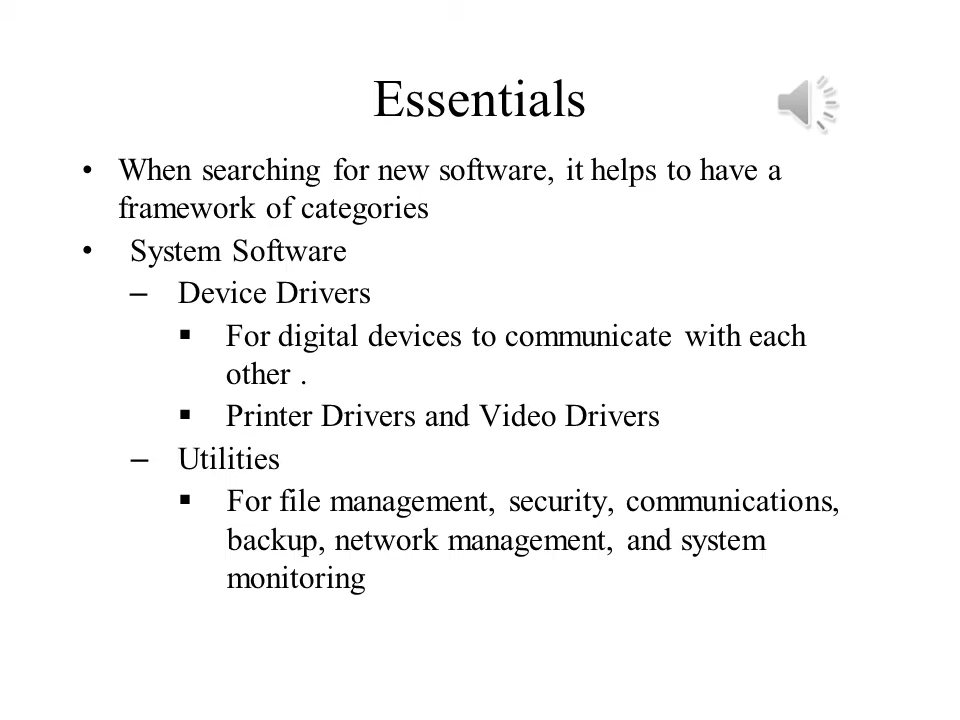 Essentials
• When searching for new software, it helps to have a
framework of categories
• System Software
– Device Drivers
▪ For digital devices to communicate with each
other .
▪ Printer Drivers and Video Drivers
– Utilities
▪ For file management, security, communications,
backup, network management, and system
monitoring